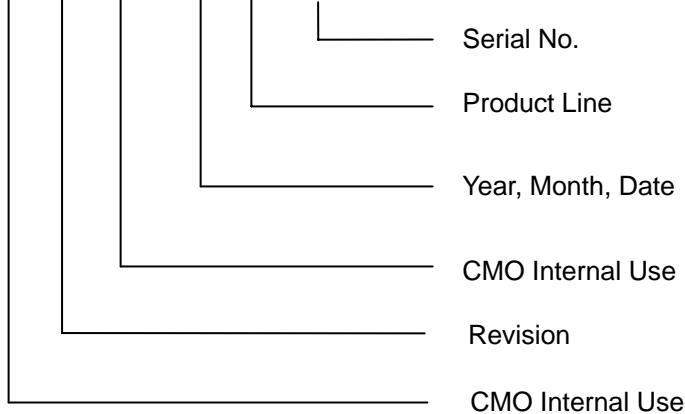 Serial No.
Product Line
Year, Month, Date
CMO Internal Use
Revision
CMO Internal Use